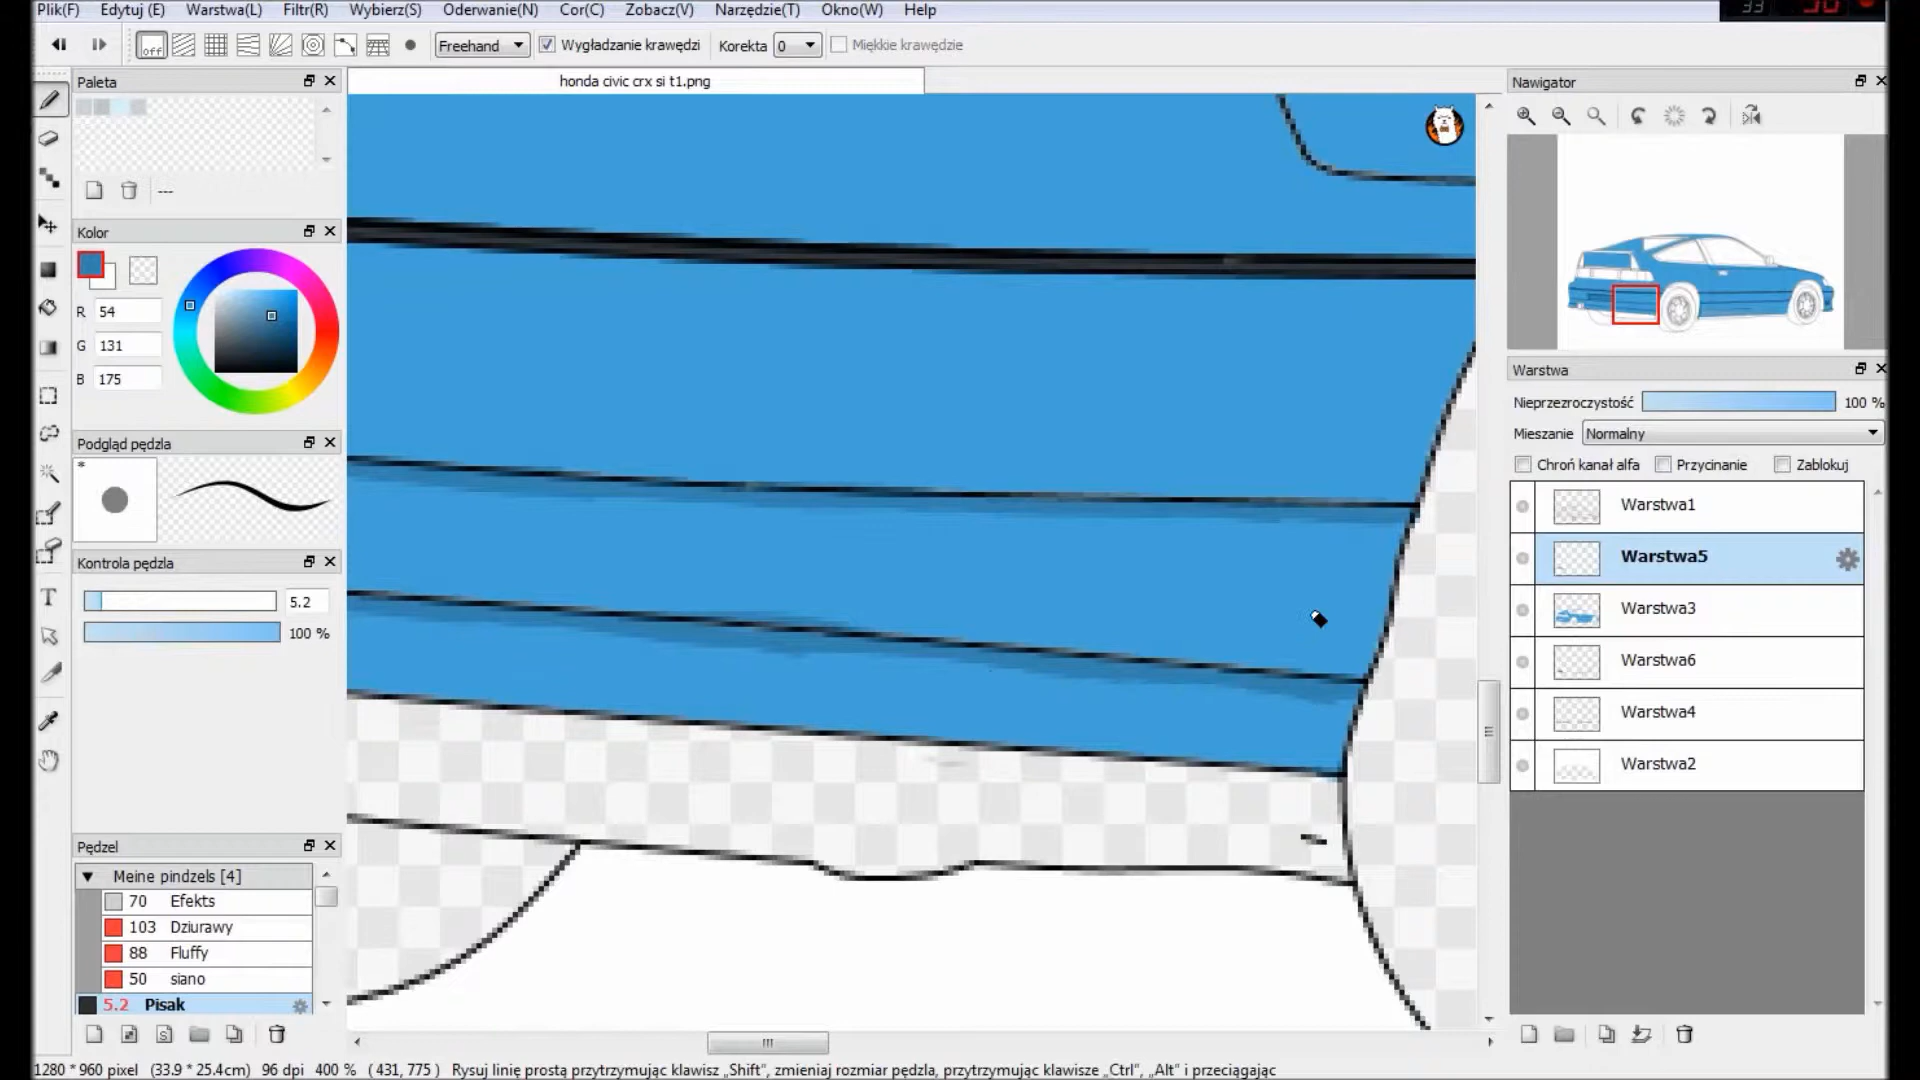 Plik(F) Edytuj (E) Warstwa(L) Filtr(R) Wybierz(S) Oderwanie(N) Cor(C) Zobacz(V) Narzędzie(T) Okno(W) Help
33
off Freehand Wygładzanie krawędzi Korekta 0 Miękkie krawędzie
Paleta
honda civic crx si t1.png
Nawigator
---
Kolor
R 54
G 131
B 175
Warstwa
Nieprzezroczystość 100 %
Mieszanie Normalny
Chroń kanał alfa Przycinanie Zablokuj
Podgląd pędzla
*
Warstwa1
Warstwa5
Warstwa3
Warstwa6
Warstwa4
Warstwa2
Kontrola pędzla
5.2
100 %
Pędzel
Meine pindzels [4]
70 Efekts
103 Dziurawy
88 Fluffy
50 siano
5.2 Pisak
1280 * 960 pixel (33.9 * 25.4cm) 96 dpi 400 % ( 431, 775 ) Rysuj linię prostą przytrzymując klawisz „Shift", zmieniaj rozmiar pędzla, przytrzymując klawisze „Ctrl", „Alt" i przeciągając